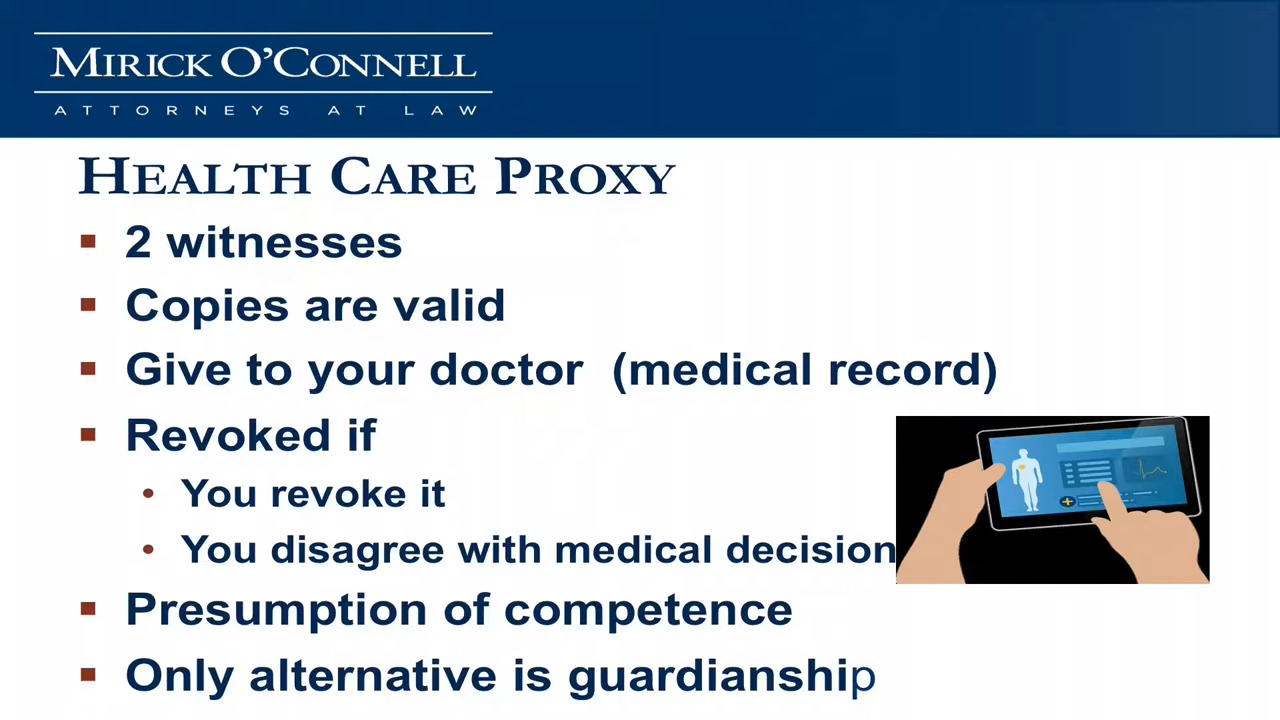 MIRICK O'CONNELL
ATTORNEYS AT LAW
HEALTH CARE PROXY
2 witnesses
Copies are valid
Give to your doctor (medical record)
Revoked if
You revoke it
You disagree with medical decision
Presumption of competence
Only alternative is guardianship